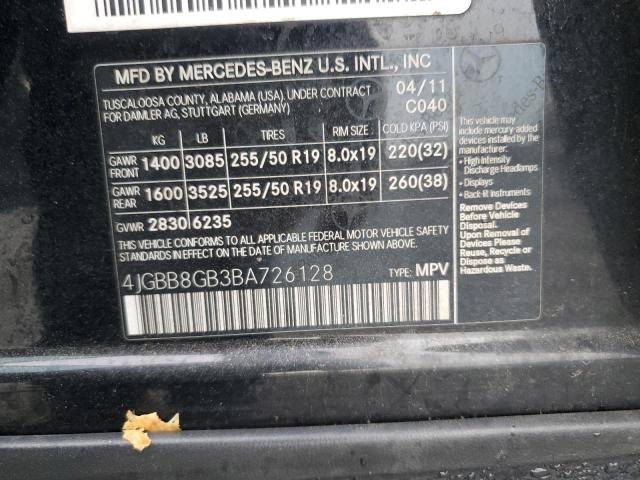 MFD BY MERCEDES-BENZ U.S. INTL., INC
TUSCALOOSA COUNTY, ALABAMA (USA), UNDER CONTRACT
FOR DAIMLER AG, STUTTGART (GERMANY)
04/11
C040
KG LB TIRES RIM SIZE COLD KPA (PSI)
GAWR FRONT 1400 3085 255/50 R19 8.0x19 220(32)
GAWR REAR 1600 3525 255/50 R19 8.0x19 260(38)
GVWR 2830 6235
THIS VEHICLE CONFORMS TO ALL APPLICABLE FEDERAL MOTOR VEHICLE SAFETY
STANDARDS IN EFFECT ON THE DATE OF MANUFACTURE SHOWN ABOVE.
4JGBB8GB3BA726128
TYPE: MPV
This vehicle may
include mercury-added
devices installed by the
manufacturer:
• High Intensity
Discharge Headlamps
• Displays
• Back-lit Instruments
Remove Devices
Before Vehicle
Disposal.
Upon Removal of
Devices Please
Reuse, Recycle or
Dispose as
Hazardous Waste.